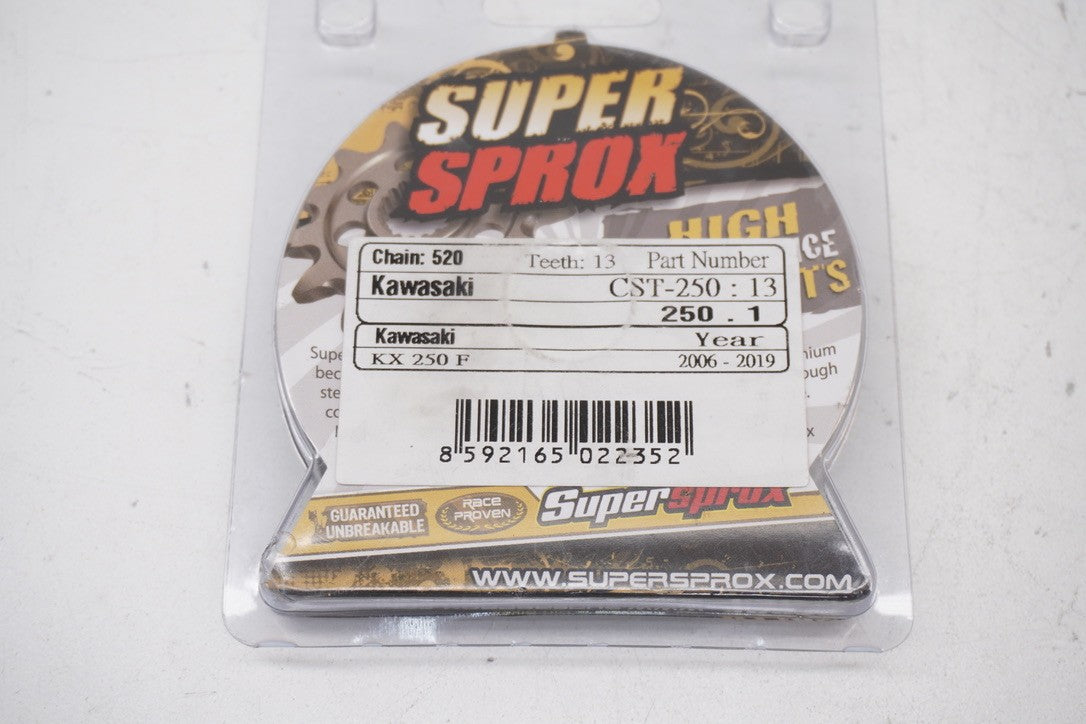 SUPER
SPROX
HIGH
Chain: 520 Teeth: 13 Part Number
Kawasaki CST-250 : 13
250 . 1
Kawasaki Year
KX 250 F 2006 - 2019
8 592165 022352
GUARANTEED
UNBREAKABLE
RACE
PROVEN
Supersprox
WWW.SUPERSPROX.COM